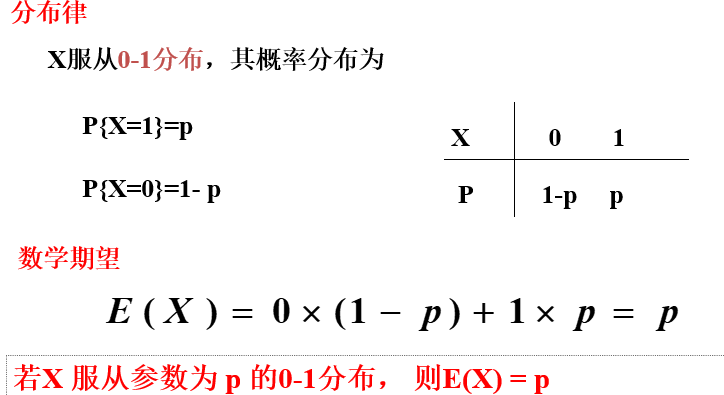 分布律
X服从0-1分布，其概率分布为
P{X=1}=p
P{X=0}=1- p
X 0 1
P 1-p p
数学期望
E ( X ) = 0 × (1 − p) + 1 × p = p
若X 服从参数为 p 的0-1分布， 则E(X) = p